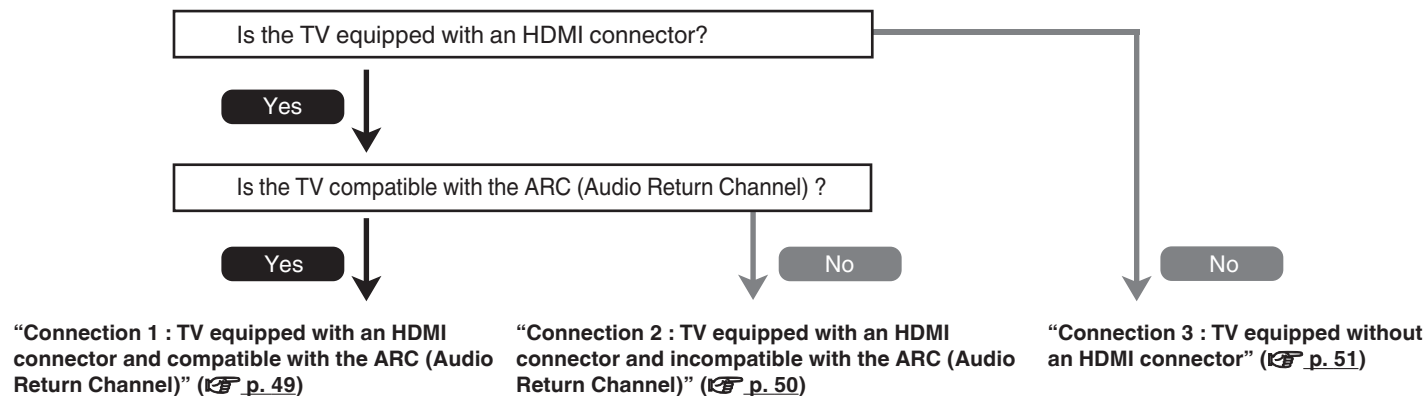 Is the TV equipped with an HDMI connector?
Yes
Is the TV compatible with the ARC (Audio Return Channel) ?
Yes
No
No
“Connection 1 : TV equipped with an HDMI
connector and compatible with the ARC (Audio
Return Channel)” (☞ p. 49)
“Connection 2 : TV equipped with an HDMI
connector and incompatible with the ARC (Audio
Return Channel)” (☞ p. 50)
“Connection 3 : TV equipped without
an HDMI connector” (☞ p. 51)